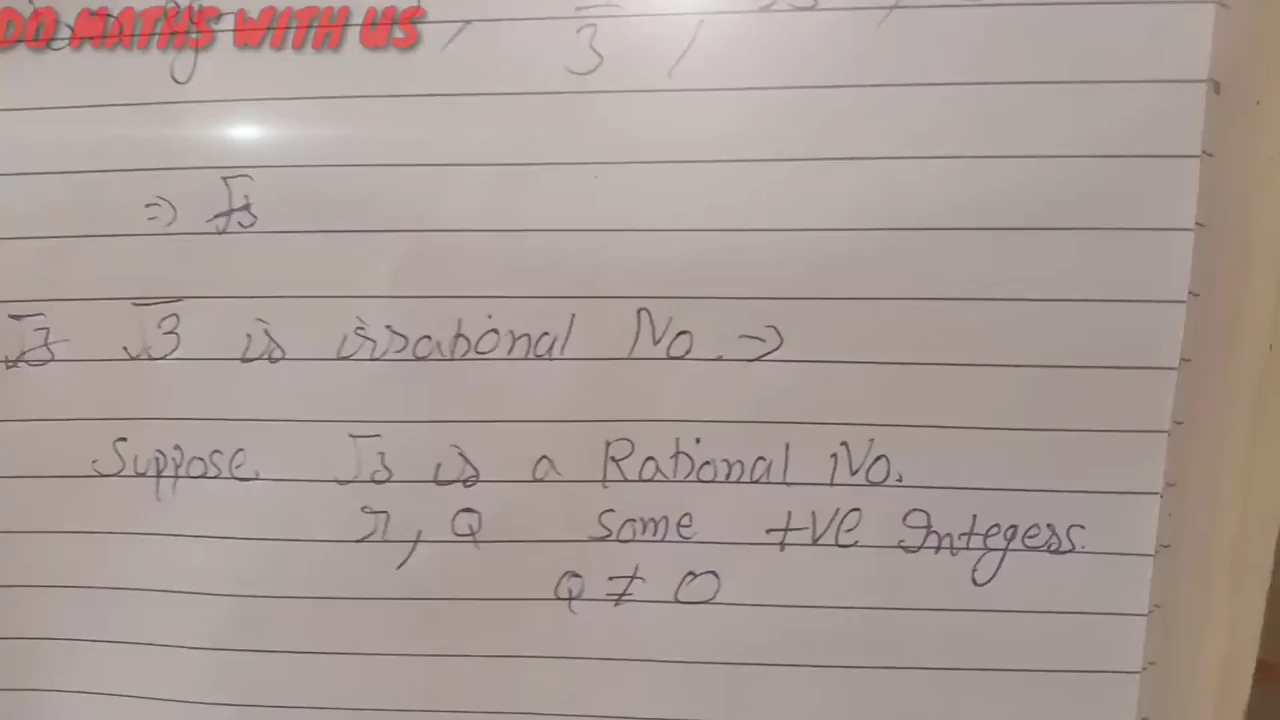 DO MATHS WITH US
, 3 ,
⇒ √3
√3 √3 is irrational No. →
Suppose √3 is a Rational No.
r, Q some +ve Integers.
Q ≠ 0